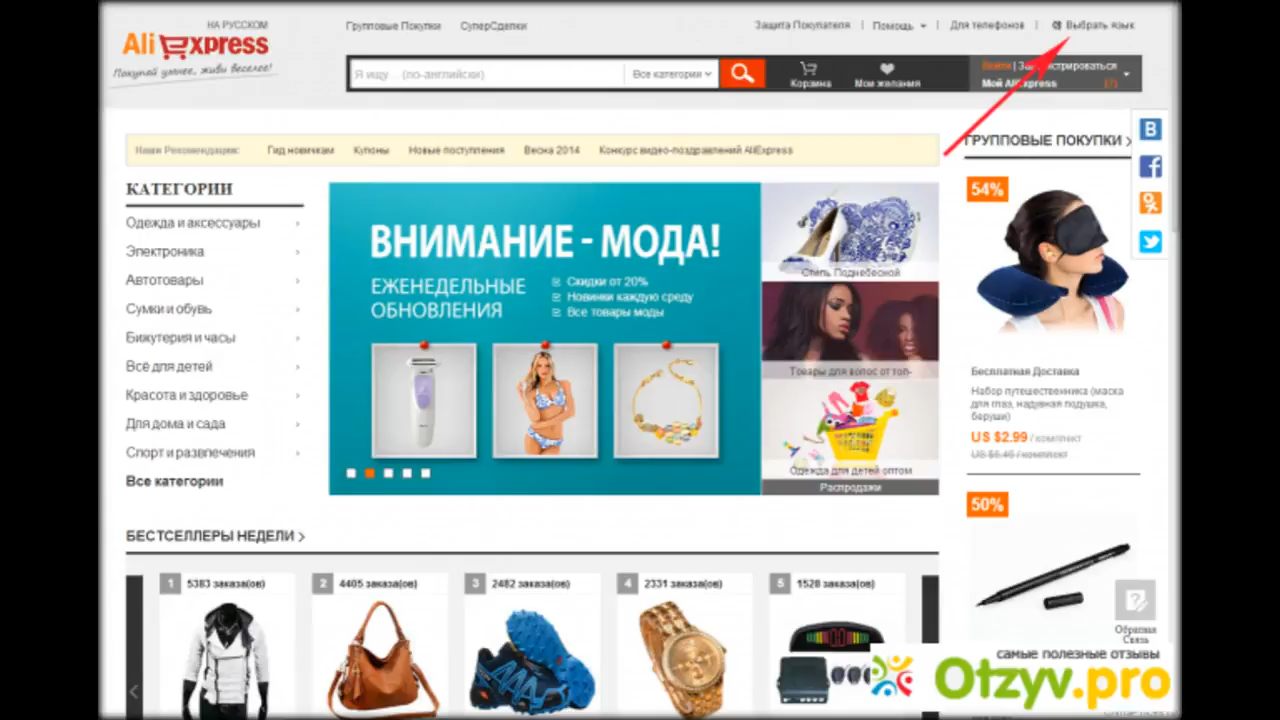 НА РУССКОМ
AliExpress
Покупай умнее, живи веселее!
Групповые Покупки СуперСделки
Защита Покупателя | Помощь | Для телефонов | Выбрать язык
Я ищу ... (по-английски) Все категории
Корзина Мои желания
Войти | Зарегистрироваться
Мой AliExpress (?)
Наши Рекомендации: Гид новичкам Купоны Новые поступления Весна 2014 Конкурс видео-поздравлений AliExpress
КАТЕГОРИИ
Одежда и аксессуары
Электроника
Автотовары
Сумки и обувь
Бижутерия и часы
Всё для детей
Красота и здоровье
Для дома и сада
Спорт и развлечения
Все категории
ВНИМАНИЕ - МОДА!
ЕЖЕНЕДЕЛЬНЫЕ
ОБНОВЛЕНИЯ
Скидки от 20%
Новинки каждую среду
Все товары моды
Стиль Поднебесной
Товары для волос от топ-
Одежда для детей оптом
Распродажи
ГРУППОВЫЕ ПОКУПКИ >
54%
Бесплатная Доставка
Набор путешественника (маска
для глаз, надувная подушка,
беруши)
US $2.99 / комплект
US $6.46 / комплект
50%
Обратная
Связь
БЕСТСЕЛЛЕРЫ НЕДЕЛИ >
1 5383 заказа(ов)
2 4405 заказа(ов)
3 2482 заказа(ов)
4 2331 заказа(ов)
5 1528 заказа(ов)
самые полезные отзывы
Otzyv.pro